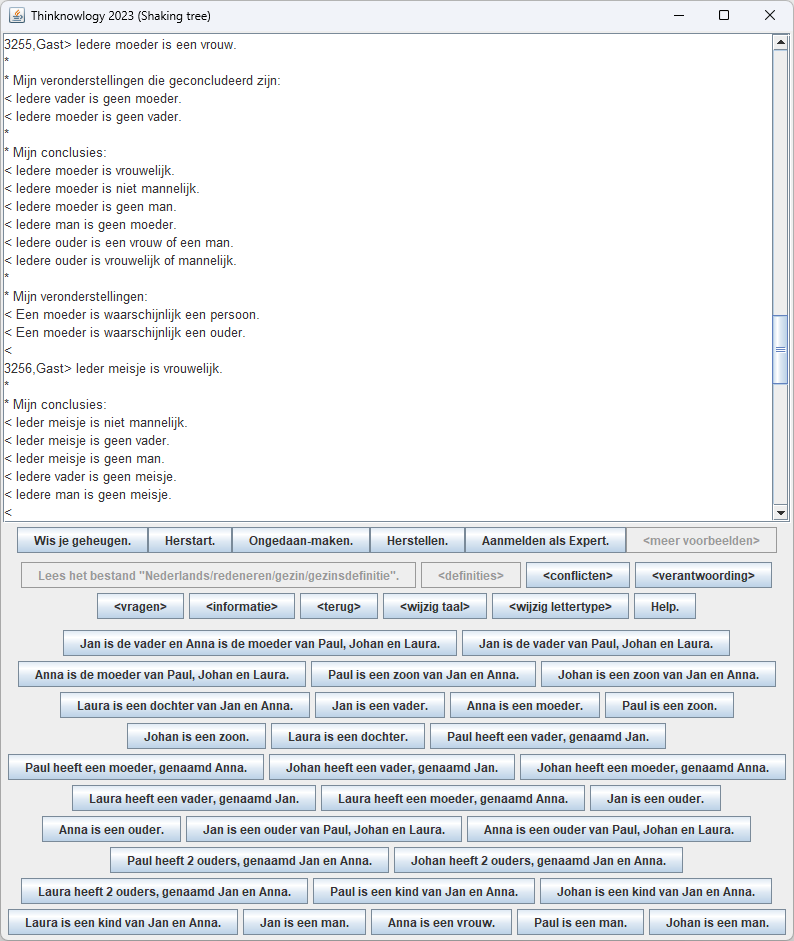 Thinknowlogy 2023 (Shaking tree)
3255,Gast> Iedere moeder is een vrouw.
*
* Mijn veronderstellingen die geconcludeerd zijn:
< Iedere vader is geen moeder.
< Iedere moeder is geen vader.
*
* Mijn conclusies:
< Iedere moeder is vrouwelijk.
< Iedere moeder is niet mannelijk.
< Iedere moeder is geen man.
< Iedere man is geen moeder.
< Iedere ouder is een vrouw of een man.
< Iedere ouder is vrouwelijk of mannelijk.
*
* Mijn veronderstellingen:
< Een moeder is waarschijnlijk een persoon.
< Een moeder is waarschijnlijk een ouder.
<
3256,Gast> Ieder meisje is vrouwelijk.
*
* Mijn conclusies:
< Ieder meisje is niet mannelijk.
< Ieder meisje is geen vader.
< Ieder meisje is geen man.
< Iedere vader is geen meisje.
< Iedere man is geen meisje.
<
Wis je geheugen. Herstart. Ongedaan-maken. Herstellen. Aanmelden als Expert. <meer voorbeelden>
Lees het bestand "Nederlands/redeneren/gezin/gezinsdefinitie". <definities> <conflicten> <verantwoording>
<vragen> <informatie> <terug> <wijzig taal> <wijzig lettertype> Help.
Jan is de vader en Anna is de moeder van Paul, Johan en Laura. Jan is de vader van Paul, Johan en Laura.
Anna is de moeder van Paul, Johan en Laura. Paul is een zoon van Jan en Anna. Johan is een zoon van Jan en Anna.
Laura is een dochter van Jan en Anna. Jan is een vader. Anna is een moeder. Paul is een zoon.
Johan is een zoon. Laura is een dochter. Paul heeft een vader, genaamd Jan.
Paul heeft een moeder, genaamd Anna. Johan heeft een vader, genaamd Jan. Johan heeft een moeder, genaamd Anna.
Laura heeft een vader, genaamd Jan. Laura heeft een moeder, genaamd Anna. Jan is een ouder.
Anna is een ouder. Jan is een ouder van Paul, Johan en Laura. Anna is een ouder van Paul, Johan en Laura.
Paul heeft 2 ouders, genaamd Jan en Anna. Johan heeft 2 ouders, genaamd Jan en Anna.
Laura heeft 2 ouders, genaamd Jan en Anna. Paul is een kind van Jan en Anna. Johan is een kind van Jan en Anna.
Laura is een kind van Jan en Anna. Jan is een man. Anna is een vrouw. Paul is een man. Johan is een man.